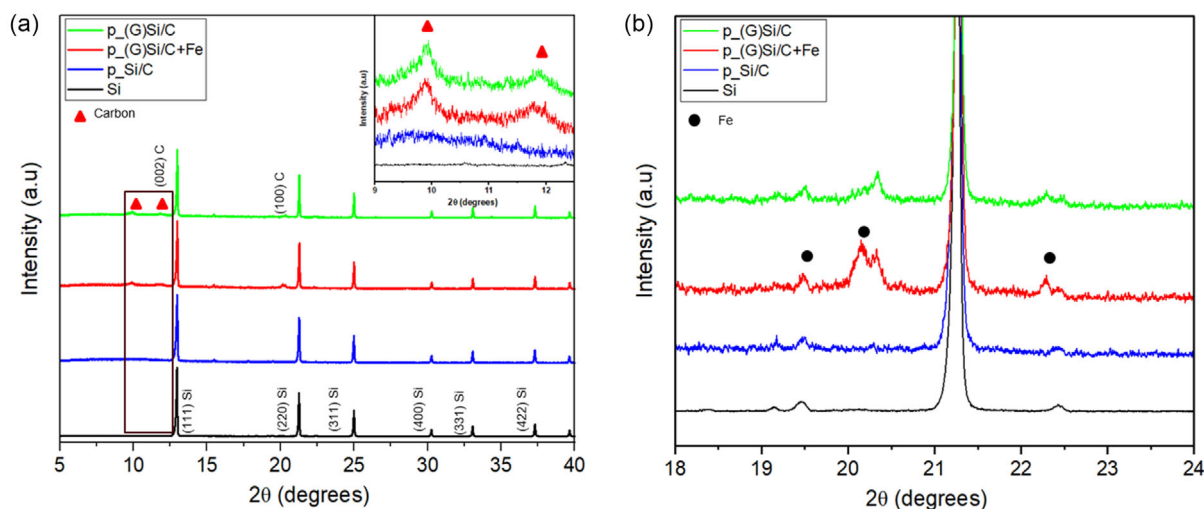 (a)
p_(G)Si/C
p_(G)Si/C+Fe
p_Si/C
Si
Carbon
(002) C
(100) C
(111) Si
(220) Si
(311) Si
(400) Si
(331) Si
(422) Si
Intensity (a.u)
5 10 15 20 25 30 35 40
2θ (degrees)
Intensity (a.u)
9 10 11 12
2θ (degrees)
(b)
p_(G)Si/C
p_(G)Si/C+Fe
p_Si/C
Si
Fe
Intensity (a.u)
18 19 20 21 22 23 24
2θ (degrees)